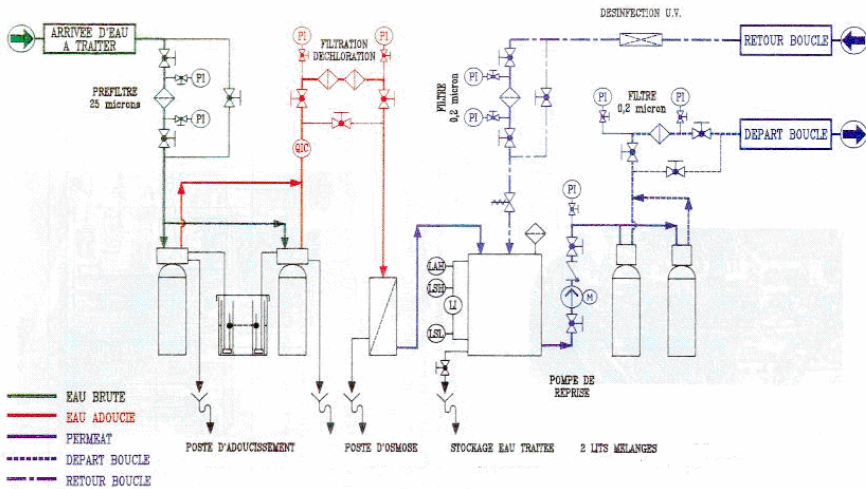 DESINFECTION U.V.
ARRIVEE D'EAU
A TRAITER
RETOUR BOUCLE
PI
PI
FILTRATION
DECHLORATION
PI
PI
PREFILTRE
25 microns
PI
FILTRE
0,2 micron
PI
PI
FILTRE
0,2 micron
PI
DEPART BOUCLE
QIC
PI
LAH
LSH
LI
LSL
M
POMPE DE
REPRISE
EAU BRUTE
EAU ADOUCIE
PERMEAT
DEPART BOUCLE
RETOUR BOUCLE
POSTE D'ADOUCISSEMENT
POSTE D'OSMOSE
STOCKAGE EAU TRAITEE
2 LITS MELANGES